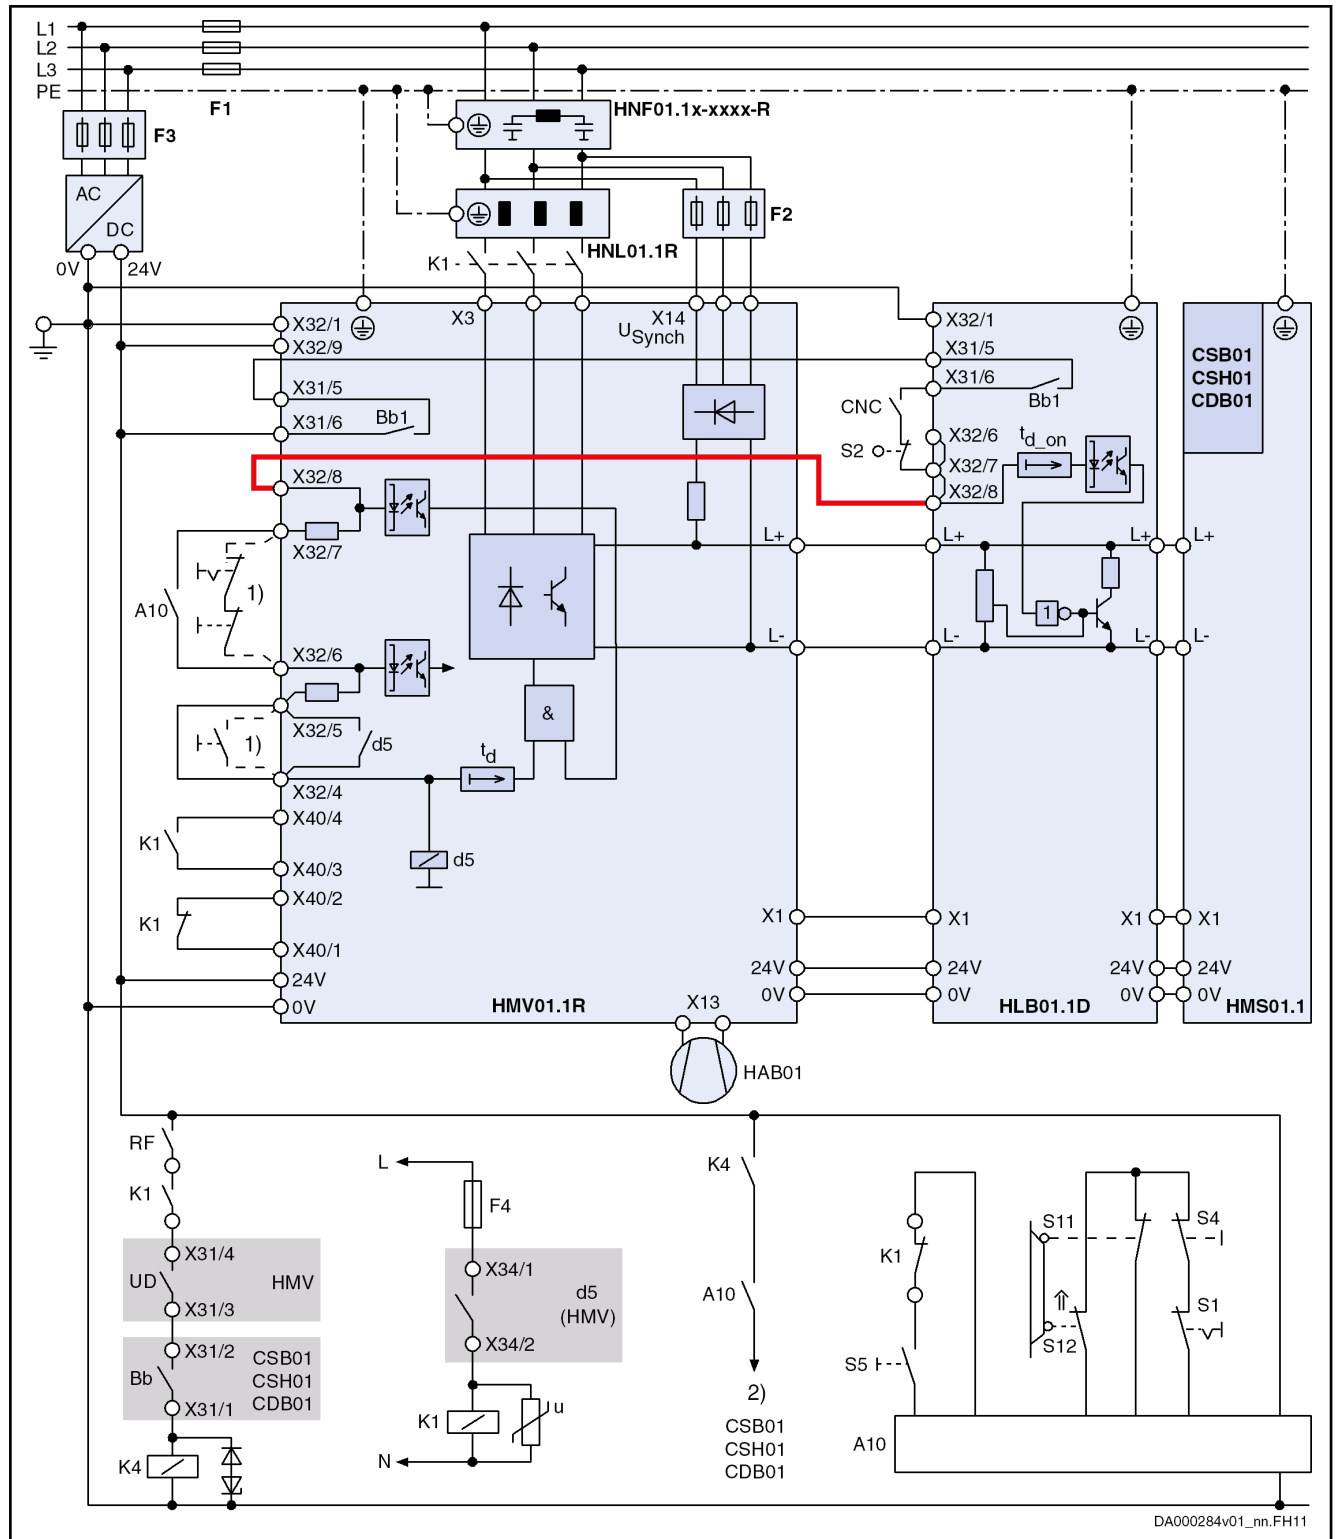 L1
L2
L3
PE
F1
F3
HNF01.1x-xxxx-R
AC
DC
0V
24V
F2
HNL01.1R
K1
X32/1
X32/9
X31/5
X31/6
Bb1
X3
X14
USynch
X32/8
X32/7
1)
A10
X32/6
X32/5
1)
d5
X32/4
td
&
d5
X40/4
K1
X40/3
X40/2
K1
X40/1
24V
0V
L+
L-
X1
24V
0V
HMV01.1R
X13
HAB01
X32/1
X31/5
X31/6
Bb1
CNC
S2
X32/6
X32/7
X32/8
td_on
L+
L+
1
L-
L-
X1
X1
24V
24V
0V
0V
HLB01.1D
CSB01
CSH01
CDB01
L+
L-
X1
24V
0V
HMS01.1
RF
K1
X31/4
UD
HMV
X31/3
X31/2
CSB01
CSH01
CDB01
Bb
X31/1
K4
L
F4
X34/1
d5
(HMV)
X34/2
K1
u
N
K4
A10
2)
CSB01
CSH01
CDB01
K1
S5
S11
S12
S4
S1
A10
DA000284v01_nn.FH11